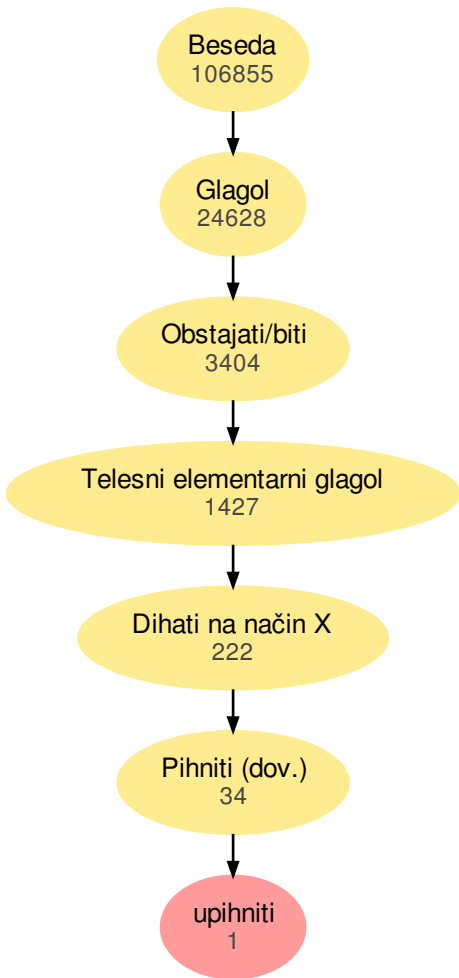 Beseda
106855
Glagol
24628
Obstajati/biti
3404
Telesni elementarni glagol
1427
Dihati na način X
222
Pihniti (dov.)
34
upihniti
1